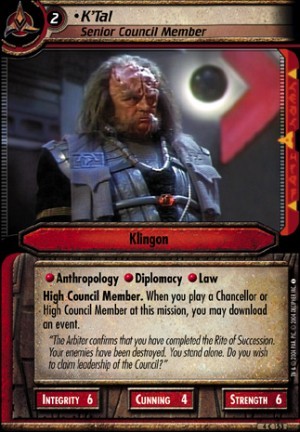 2
•K'Tal
Senior Council Member
Klingon
• Anthropology • Diplomacy • Law
High Council Member. When you play a Chancellor or
High Council Member at this mission, you may download
an event.
"The Arbiter confirms that you have completed the Rite of Succession.
Your enemies have been destroyed. You stand alone. Do you wish
to claim leadership of the Council?"
INTEGRITY 6
CUNNING 4
STRENGTH 6